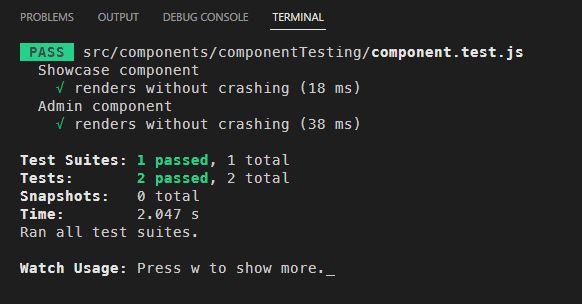 PROBLEMS OUTPUT DEBUG CONSOLE TERMINAL
PASS src/components/componentTesting/component.test.js
Showcase component
√ renders without crashing (18 ms)
Admin component
√ renders without crashing (38 ms)
Test Suites: 1 passed, 1 total
Tests: 2 passed, 2 total
Snapshots: 0 total
Time: 2.047 s
Ran all test suites.
Watch Usage: Press w to show more._